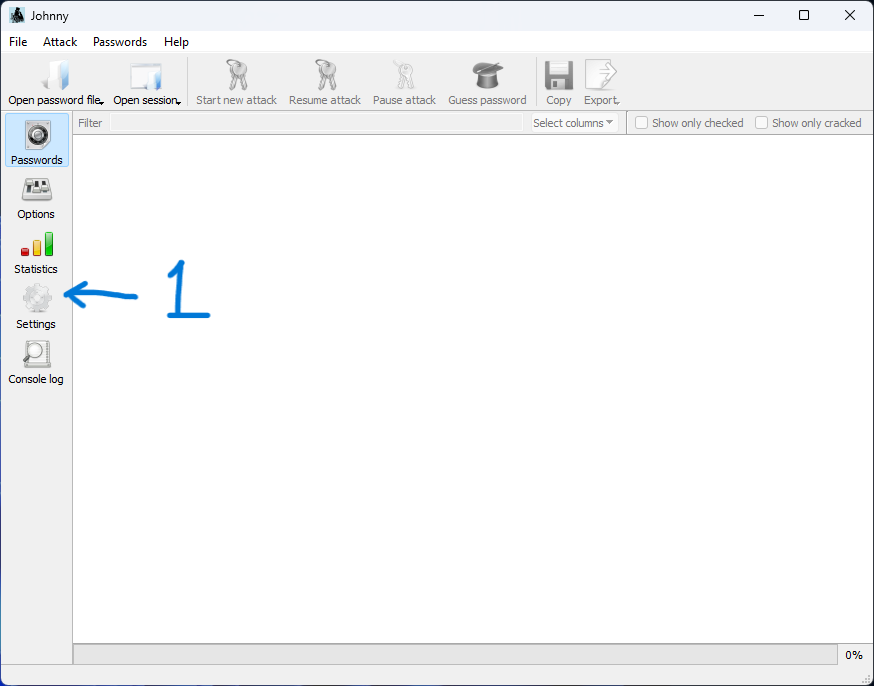 Johnny
File Attack Passwords Help
Open password file Open session Start new attack Resume attack Pause attack Guess password Copy Export
Filter Select columns Show only checked Show only cracked
Passwords
Options
Statistics
1
Settings
Console log
0%